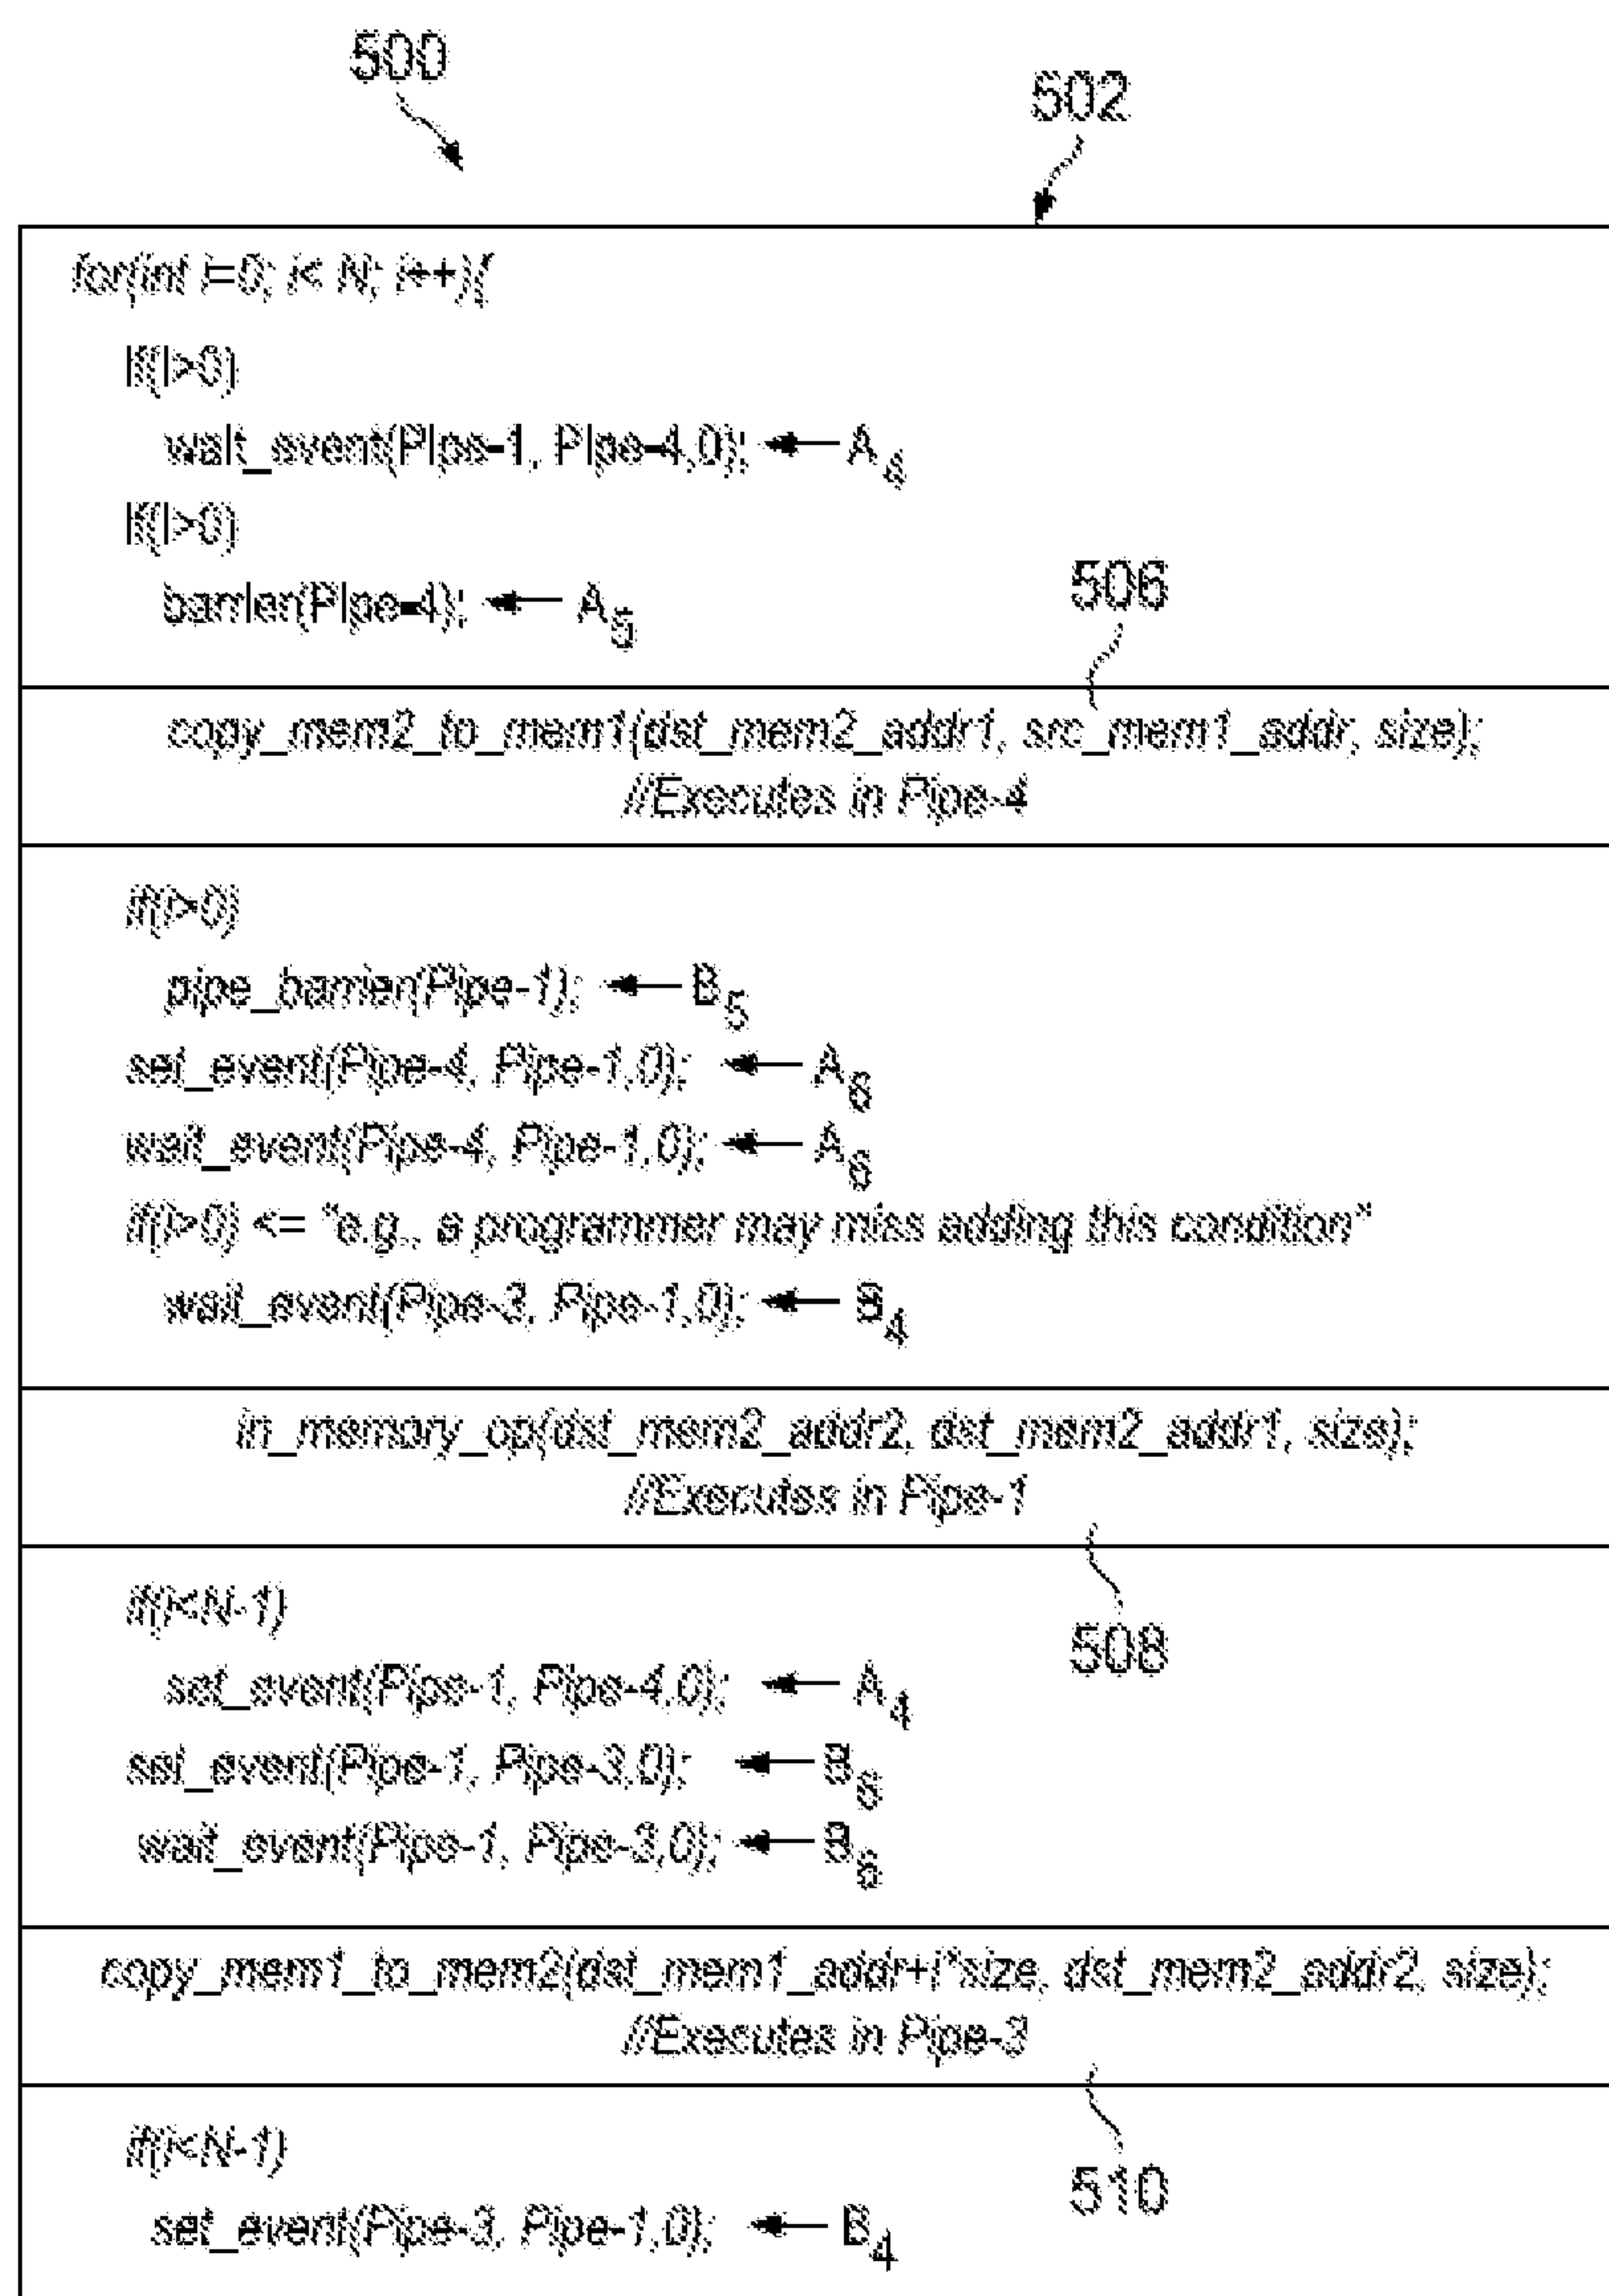 500
502
for(int i=0; i< N; i++){
if(i>0)
wait_event(Pipe-1, Pipe-4,0); A4
if(i>0)
barrier(Pipe-4); A5
506
copy_mem2_to_mem1(dst_mem2_addr1, src_mem1_addr, size);
//Executes in Pipe-4
if(i>0)
pipe_barrier(Pipe-1); B5
set_event(Pipe-4, Pipe-1,0); A6
wait_event(Pipe-4, Pipe-1,0); A6
if(i>0) <= "e.g., a programmer may miss adding this condition"
wait_event(Pipe-3, Pipe-1,0); B4
in_memory_op(dst_mem2_addr2, dst_mem2_addr1, size);
//Executes in Pipe-1
if(i<N-1)
508
set_event(Pipe-1, Pipe-4,0); A4
set_event(Pipe-1, Pipe-3,0); B6
wait_event(Pipe-1, Pipe-3,0); B6
copy_mem1_to_mem2(dst_mem1_addr+i*size, dst_mem2_addr2, size);
//Executes in Pipe-3
if(i<N-1)
510
set_event(Pipe-3, Pipe-1,0); B4